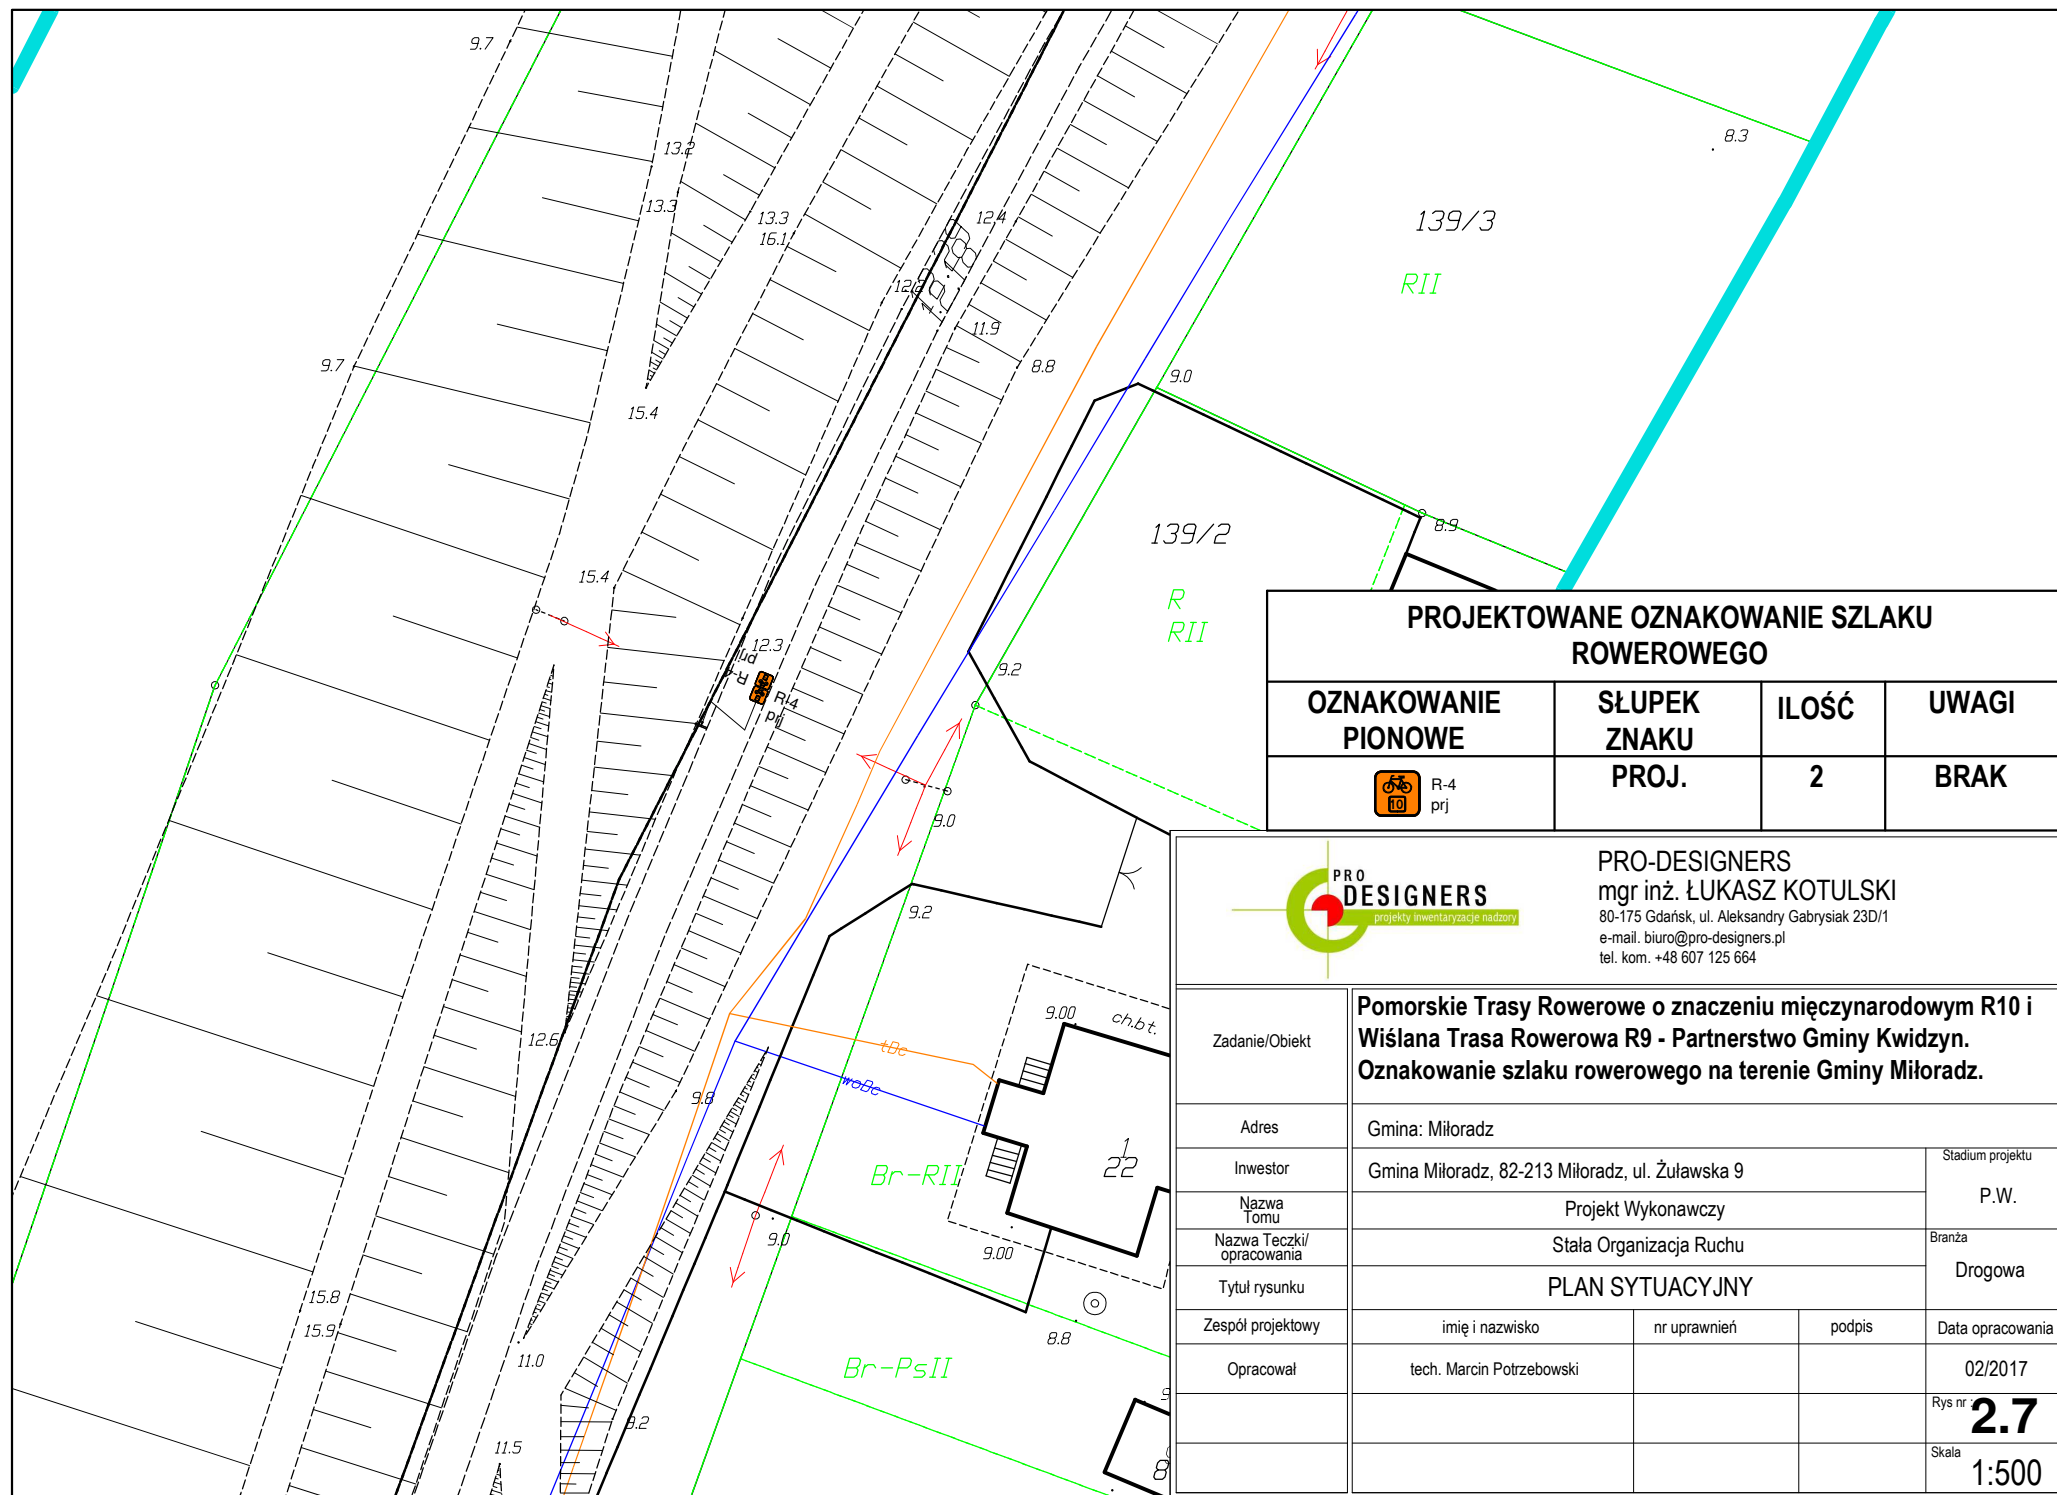 9.7
13.2
13.3
13.3
16.1
12.4
12.2
11.9
8.8
9.7
15.4
8.3
139/3
RII
9.0
139/2
8.9
R
RII
15.4
12.3
R-4
prj
R-4
prj
9.2
9.0
9.2
12.6
9.8
tDc
woDc
9.00
ch.bt.
Br-RII
1
22
9.0
9.00
8.8
15.8
15.9
11.0
Br-PsII
9.2
11.5
8
PROJEKTOWANE OZNAKOWANIE SZLAKU
ROWEROWEGO
OZNAKOWANIE
PIONOWE
SŁUPEK
ZNAKU
ILOŚĆ
UWAGI
10
R-4
prj
PROJ.
2
BRAK
PRO
DESIGNERS
projekty inwentaryzacje nadzory
PRO-DESIGNERS
mgr inż. ŁUKASZ KOTULSKI
80-175 Gdańsk, ul. Aleksandry Gabrysiak 23D/1
e-mail. biuro@pro-designers.pl
tel. kom. +48 607 125 664
Zadanie/Obiekt
Pomorskie Trasy Rowerowe o znaczeniu mięczynarodowym R10 i
Wiślana Trasa Rowerowa R9 - Partnerstwo Gminy Kwidzyn.
Oznakowanie szlaku rowerowego na terenie Gminy Miłoradz.
Adres
Gmina: Miłoradz
Inwestor
Gmina Miłoradz, 82-213 Miłoradz, ul. Żuławska 9
Stadium projektu
P.W.
Nazwa
Tomu
Projekt Wykonawczy
Nazwa Teczki/
opracowania
Stała Organizacja Ruchu
Branża
Drogowa
Tytuł rysunku
PLAN SYTUACYJNY
Zespół projektowy
imię i nazwisko
nr uprawnień
podpis
Data opracowania
Opracował
tech. Marcin Potrzebowski
02/2017
Rys nr :
2.7
Skala
1:500